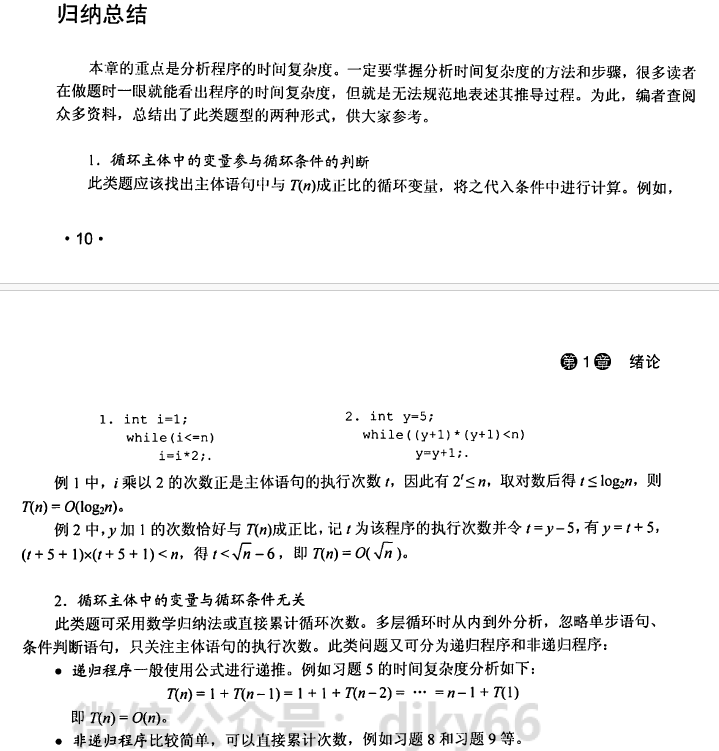 归纳总结
本章的重点是分析程序的时间复杂度。一定要掌握分析时间复杂度的方法和步骤，很多读者
在做题时一眼就能看出程序的时间复杂度，但就是无法规范地表述其推导过程。为此，编者查阅
众多资料，总结出了此类题型的两种形式，供大家参考。
1．循环主体中的变量参与循环条件的判断
此类题应该找出主体语句中与 T(n)成正比的循环变量，将之代入条件中进行计算。例如，
·10·
第1章 绪论
1. int i=1;
while(i<=n)
i=i*2;.
2. int y=5;
while((y+1)*(y+1)<n)
y=y+1;.
例 1 中，i 乘以 2 的次数正是主体语句的执行次数 t，因此有 2^t ≤ n，取对数后得 t ≤ log₂n，则
T(n) = O(log₂n)。
例 2 中，y 加 1 的次数恰好与 T(n)成正比，记 t 为该程序的执行次数并令 t = y − 5，有 y = t + 5，
(t + 5 + 1)×(t + 5 + 1) < n，得 t < √n − 6，即 T(n) = O(√n)。
2．循环主体中的变量与循环条件无关
此类题可采用数学归纳法或直接累计循环次数。多层循环时从内到外分析，忽略单步语句、
条件判断语句，只关注主体语句的执行次数。此类问题又可分为递归程序和非递归程序：
• 递归程序一般使用公式进行递推。例如习题 5 的时间复杂度分析如下：
T(n) = 1 + T(n − 1) = 1 + 1 + T(n − 2) = ⋯ = n − 1 + T(1)
即 T(n) = O(n)。
• 非递归程序比较简单，可以直接累计次数，例如习题 8 和习题 9 等。
微信公众号：djky66